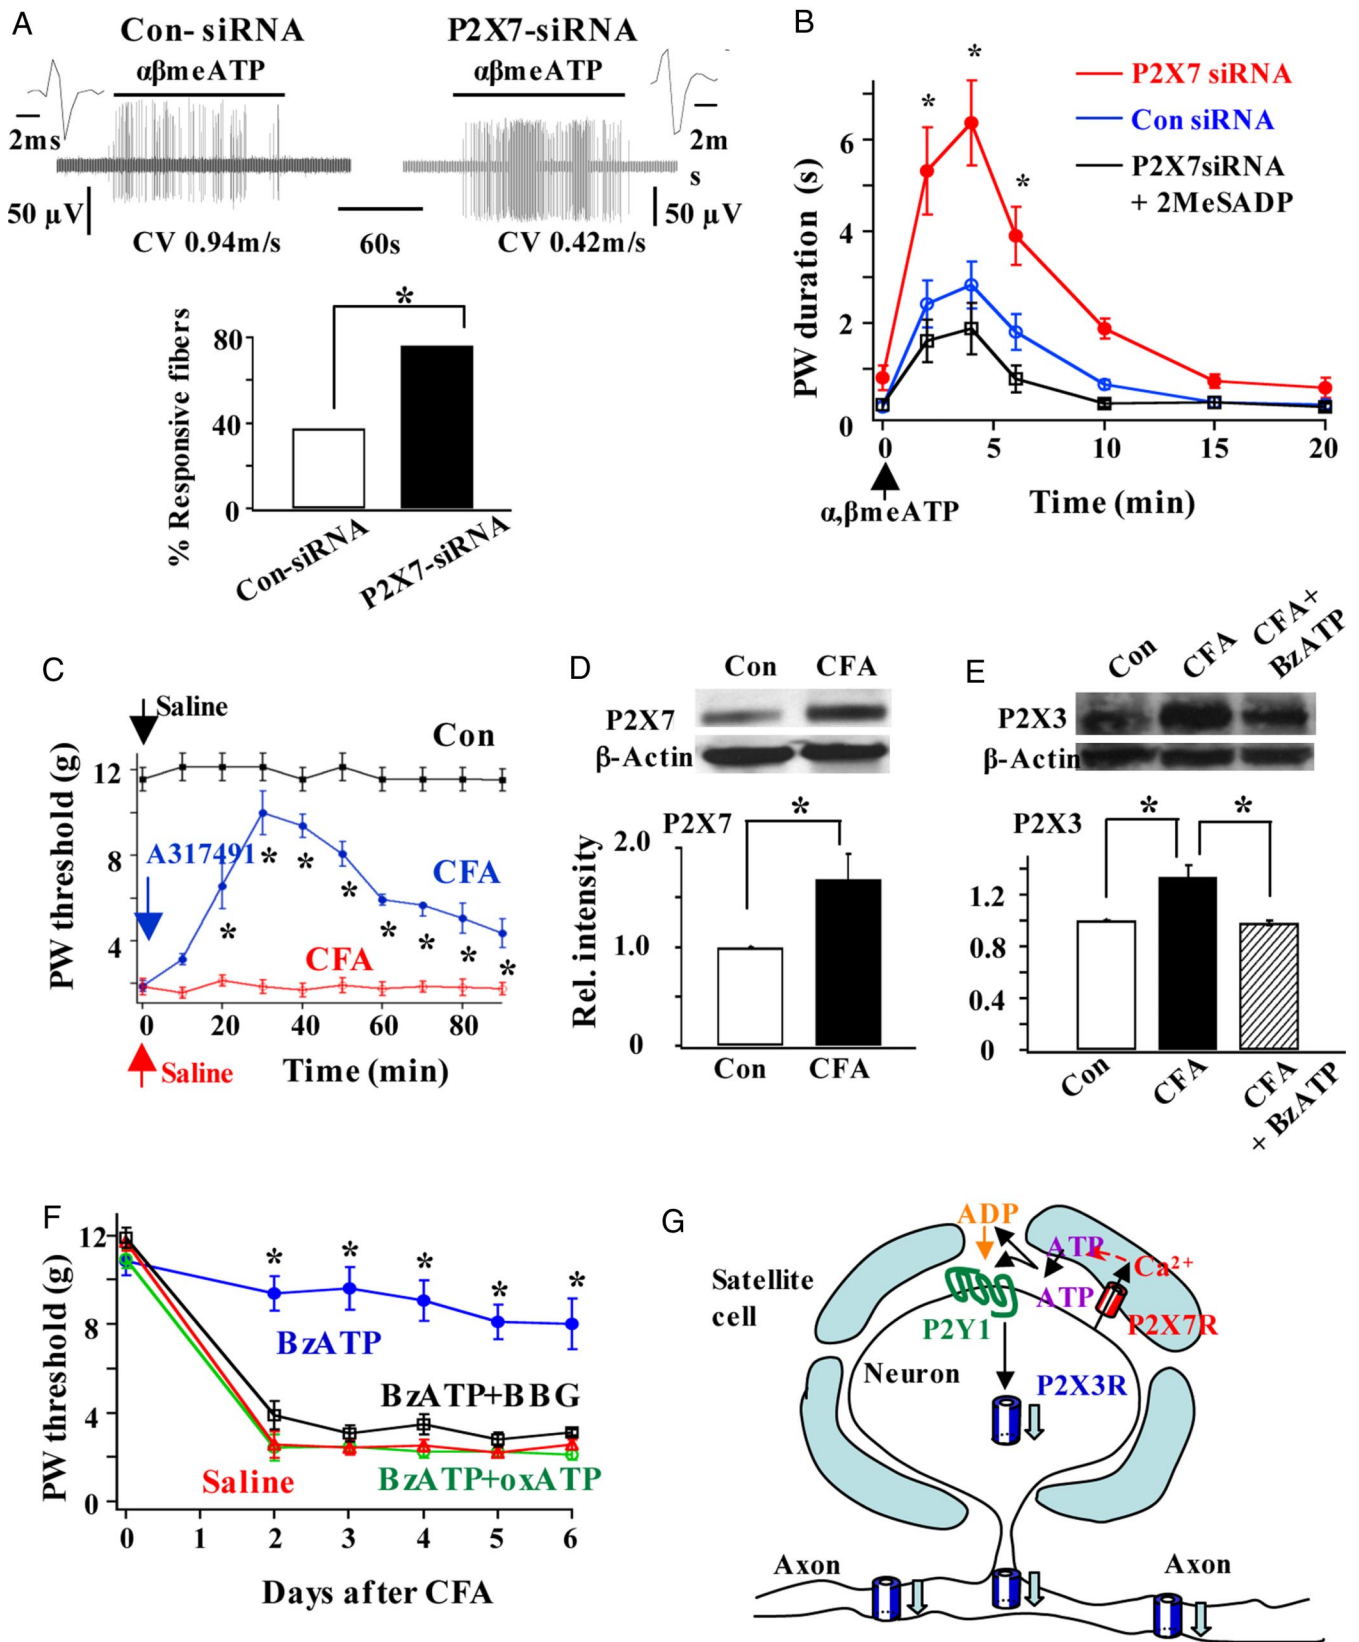 A
Con- siRNA
αβmeATP
2ms
50 μV
CV 0.94m/s
60s
P2X7-siRNA
αβmeATP
2m
s
50 μV
CV 0.42m/s
% Responsive fibers
80
40
0
*
Con-siRNA
P2X7-siRNA
B
P2X7 siRNA
Con siRNA
P2X7siRNA
+ 2MeSADP
PW duration (s)
6
4
2
0
*
*
*
0
5
10
15
20
α,βmeATP
Time (min)
C
Saline
Con
PW threshold (g)
12
8
4
A317491
CFA
CFA
*
*
*
*
*
*
*
*
0
20
40
60
80
Saline
Time (min)
D
Con
CFA
P2X7
β-Actin
P2X7
*
Rel. intensity
2.0
1.0
0
Con
CFA
E
Con
CFA
CFA+
BzATP
P2X3
β-Actin
P2X3
*
*
1.2
0.8
0.4
0
Con
CFA
CFA
+ BzATP
F
PW threshold (g)
12
8
4
0
*
*
*
*
*
BzATP
BzATP+BBG
Saline
BzATP+oxATP
0
1
2
3
4
5
6
Days after CFA
G
ADP
ATP
Ca²⁺
ATP
P2X7R
Satellite
cell
P2Y1
Neuron
P2X3R
Axon
Axon